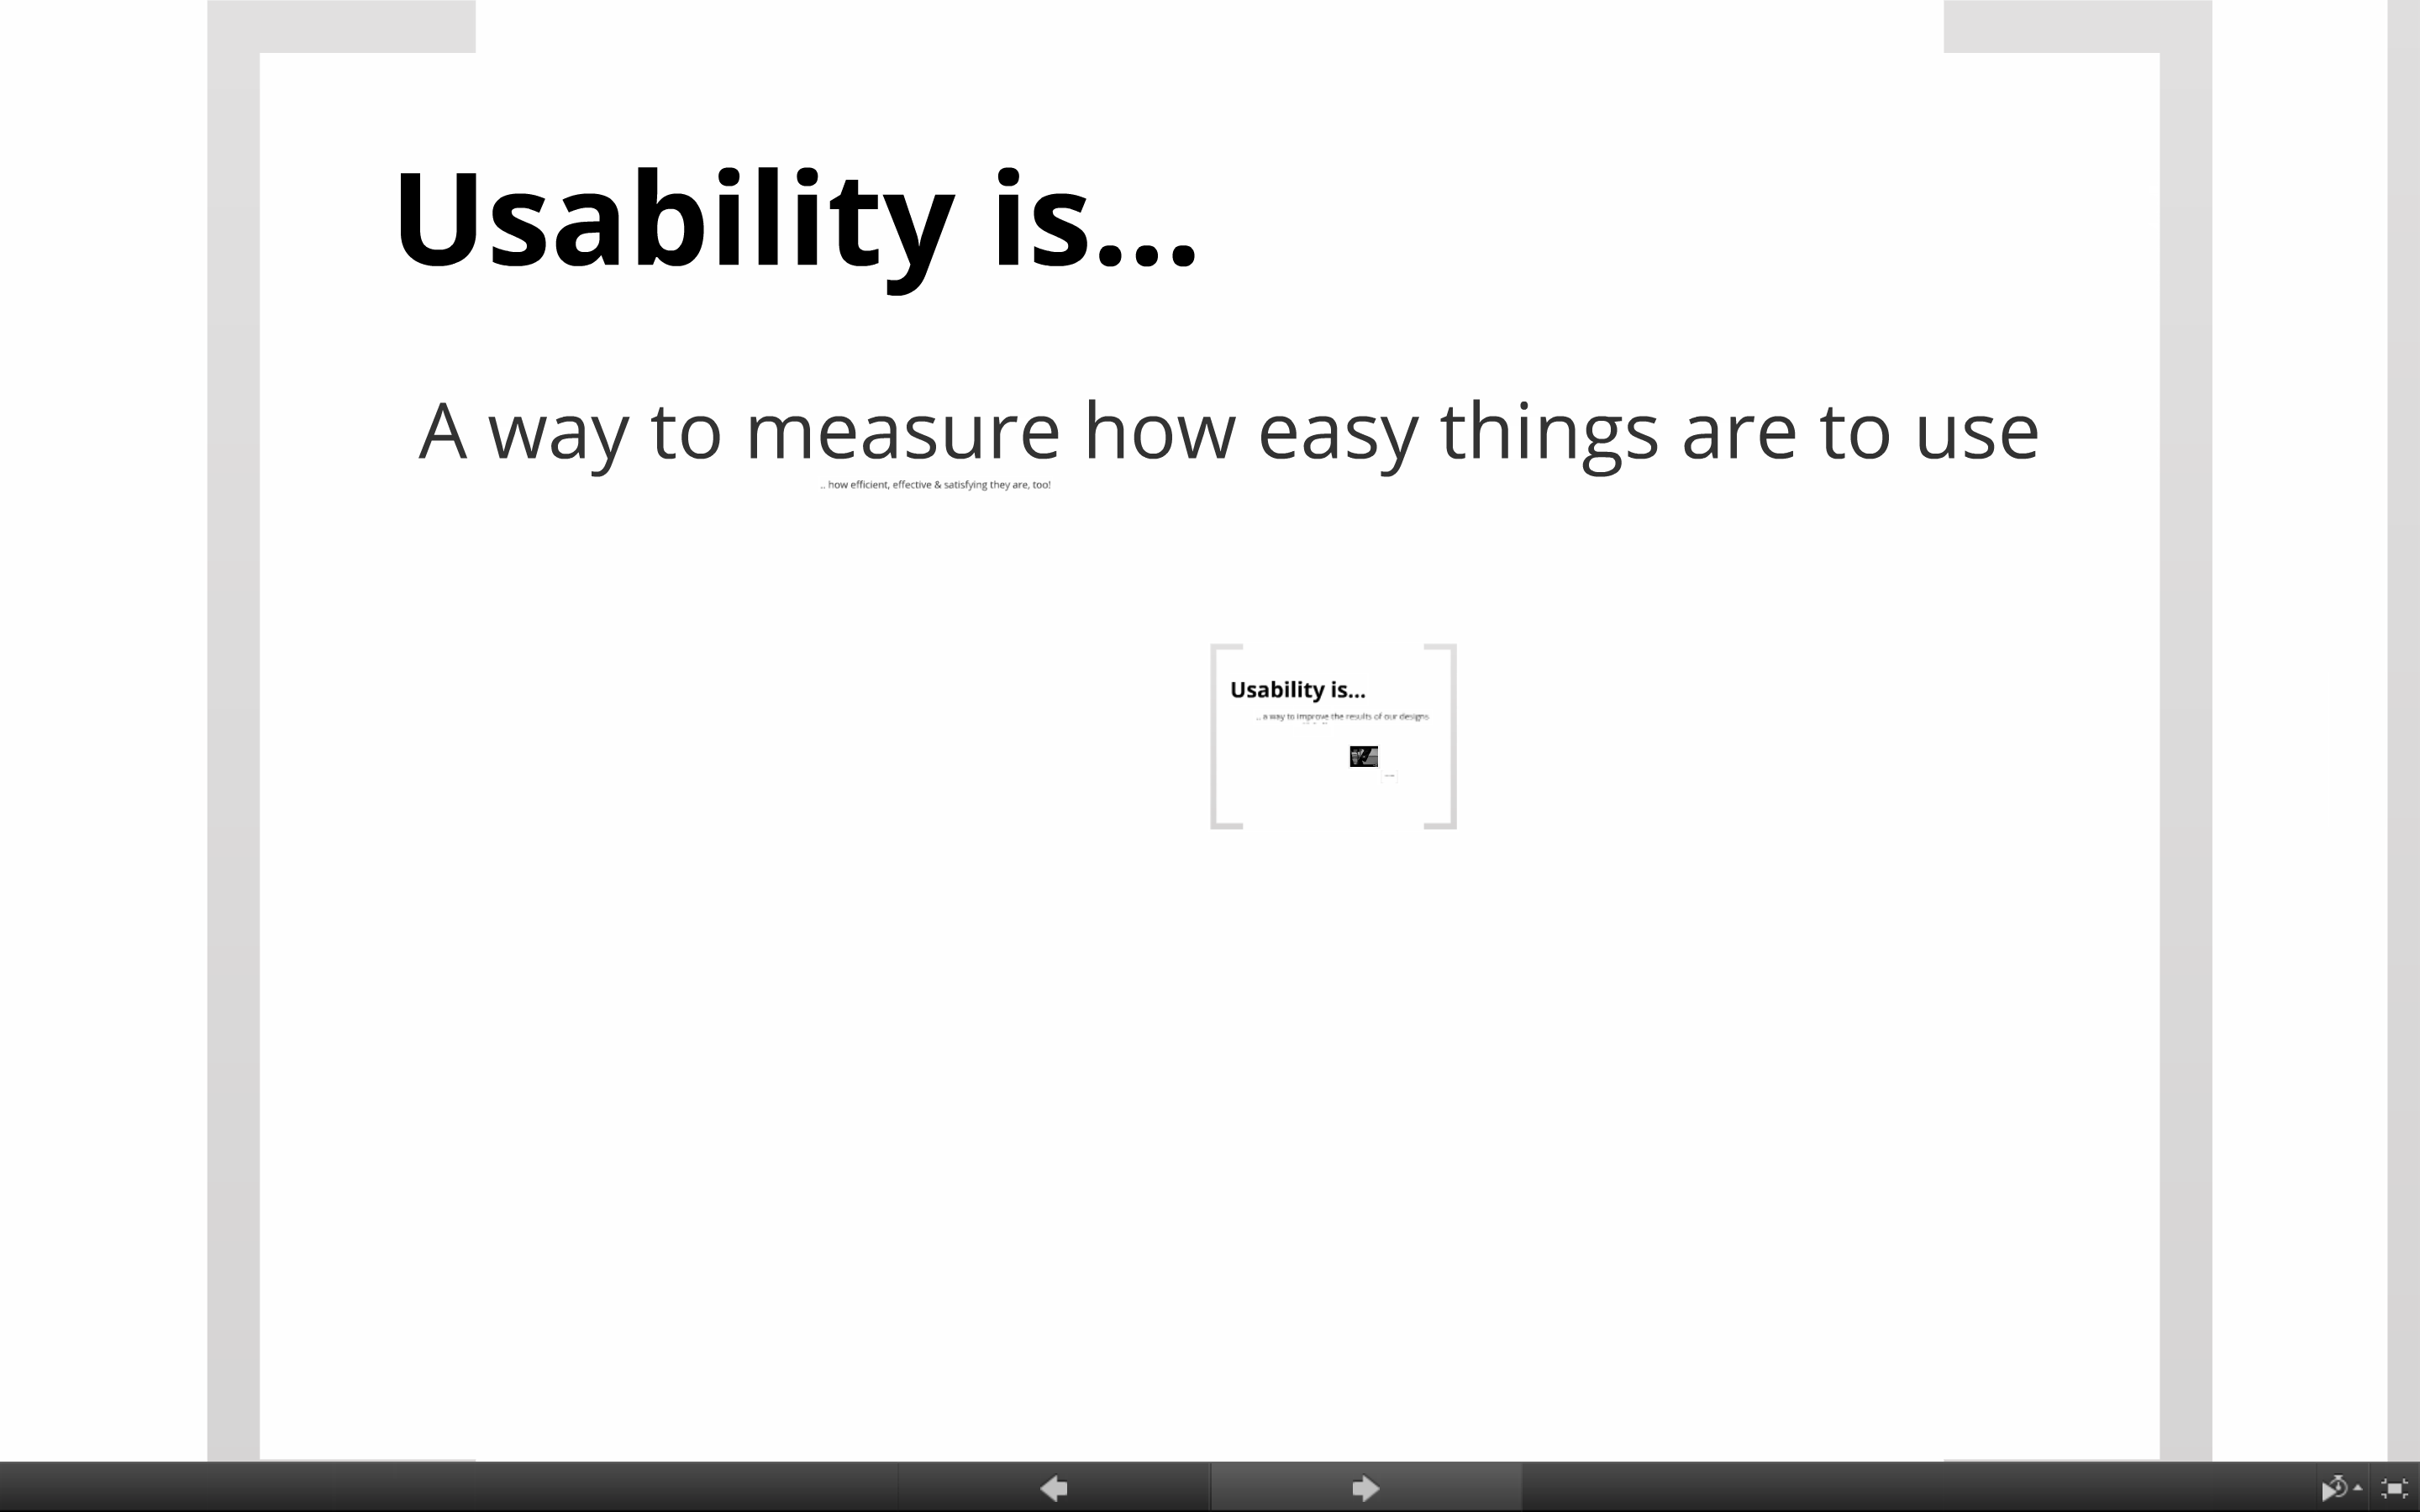 Usability is...
A way to measure how easy things are to use
.. how efficient, effective & satisfying they are, too!
Usability is...
.. a way to improve the results of our designs